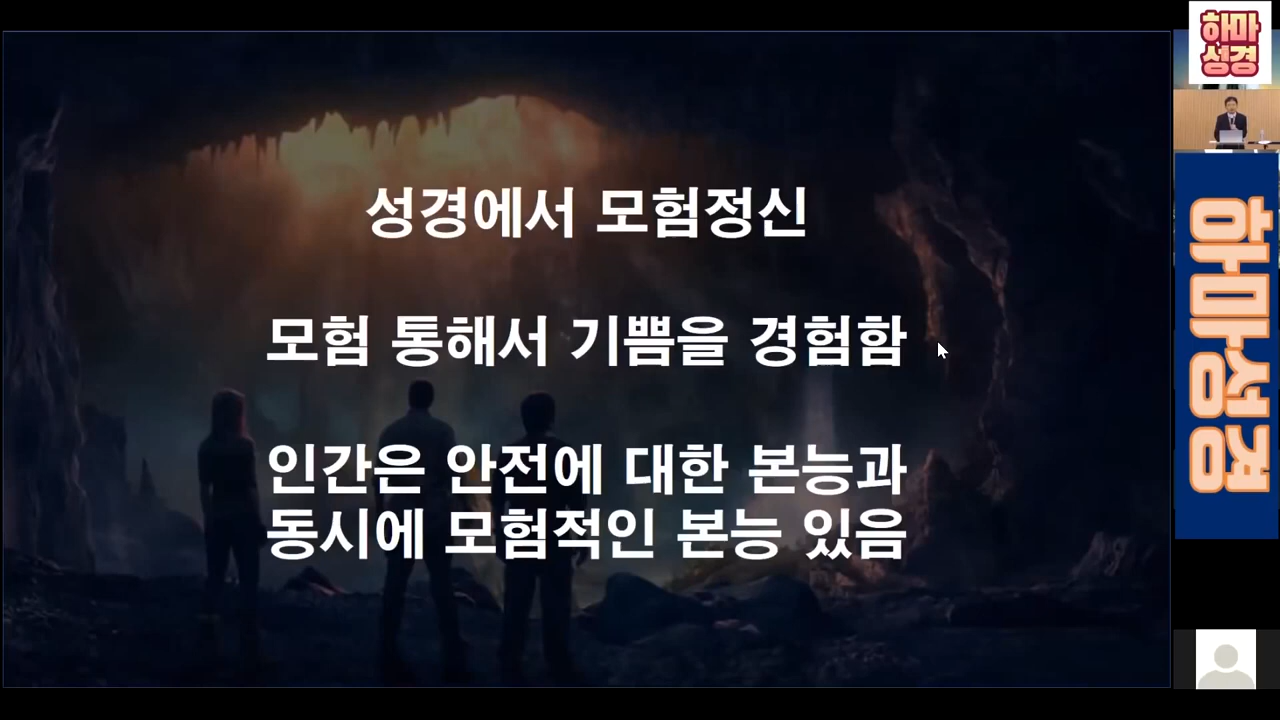 성경에서 모험정신
모험 통해서 기쁨을 경험함
인간은 안전에 대한 본능과
동시에 모험적인 본능 있음
하마
성경
하마성경